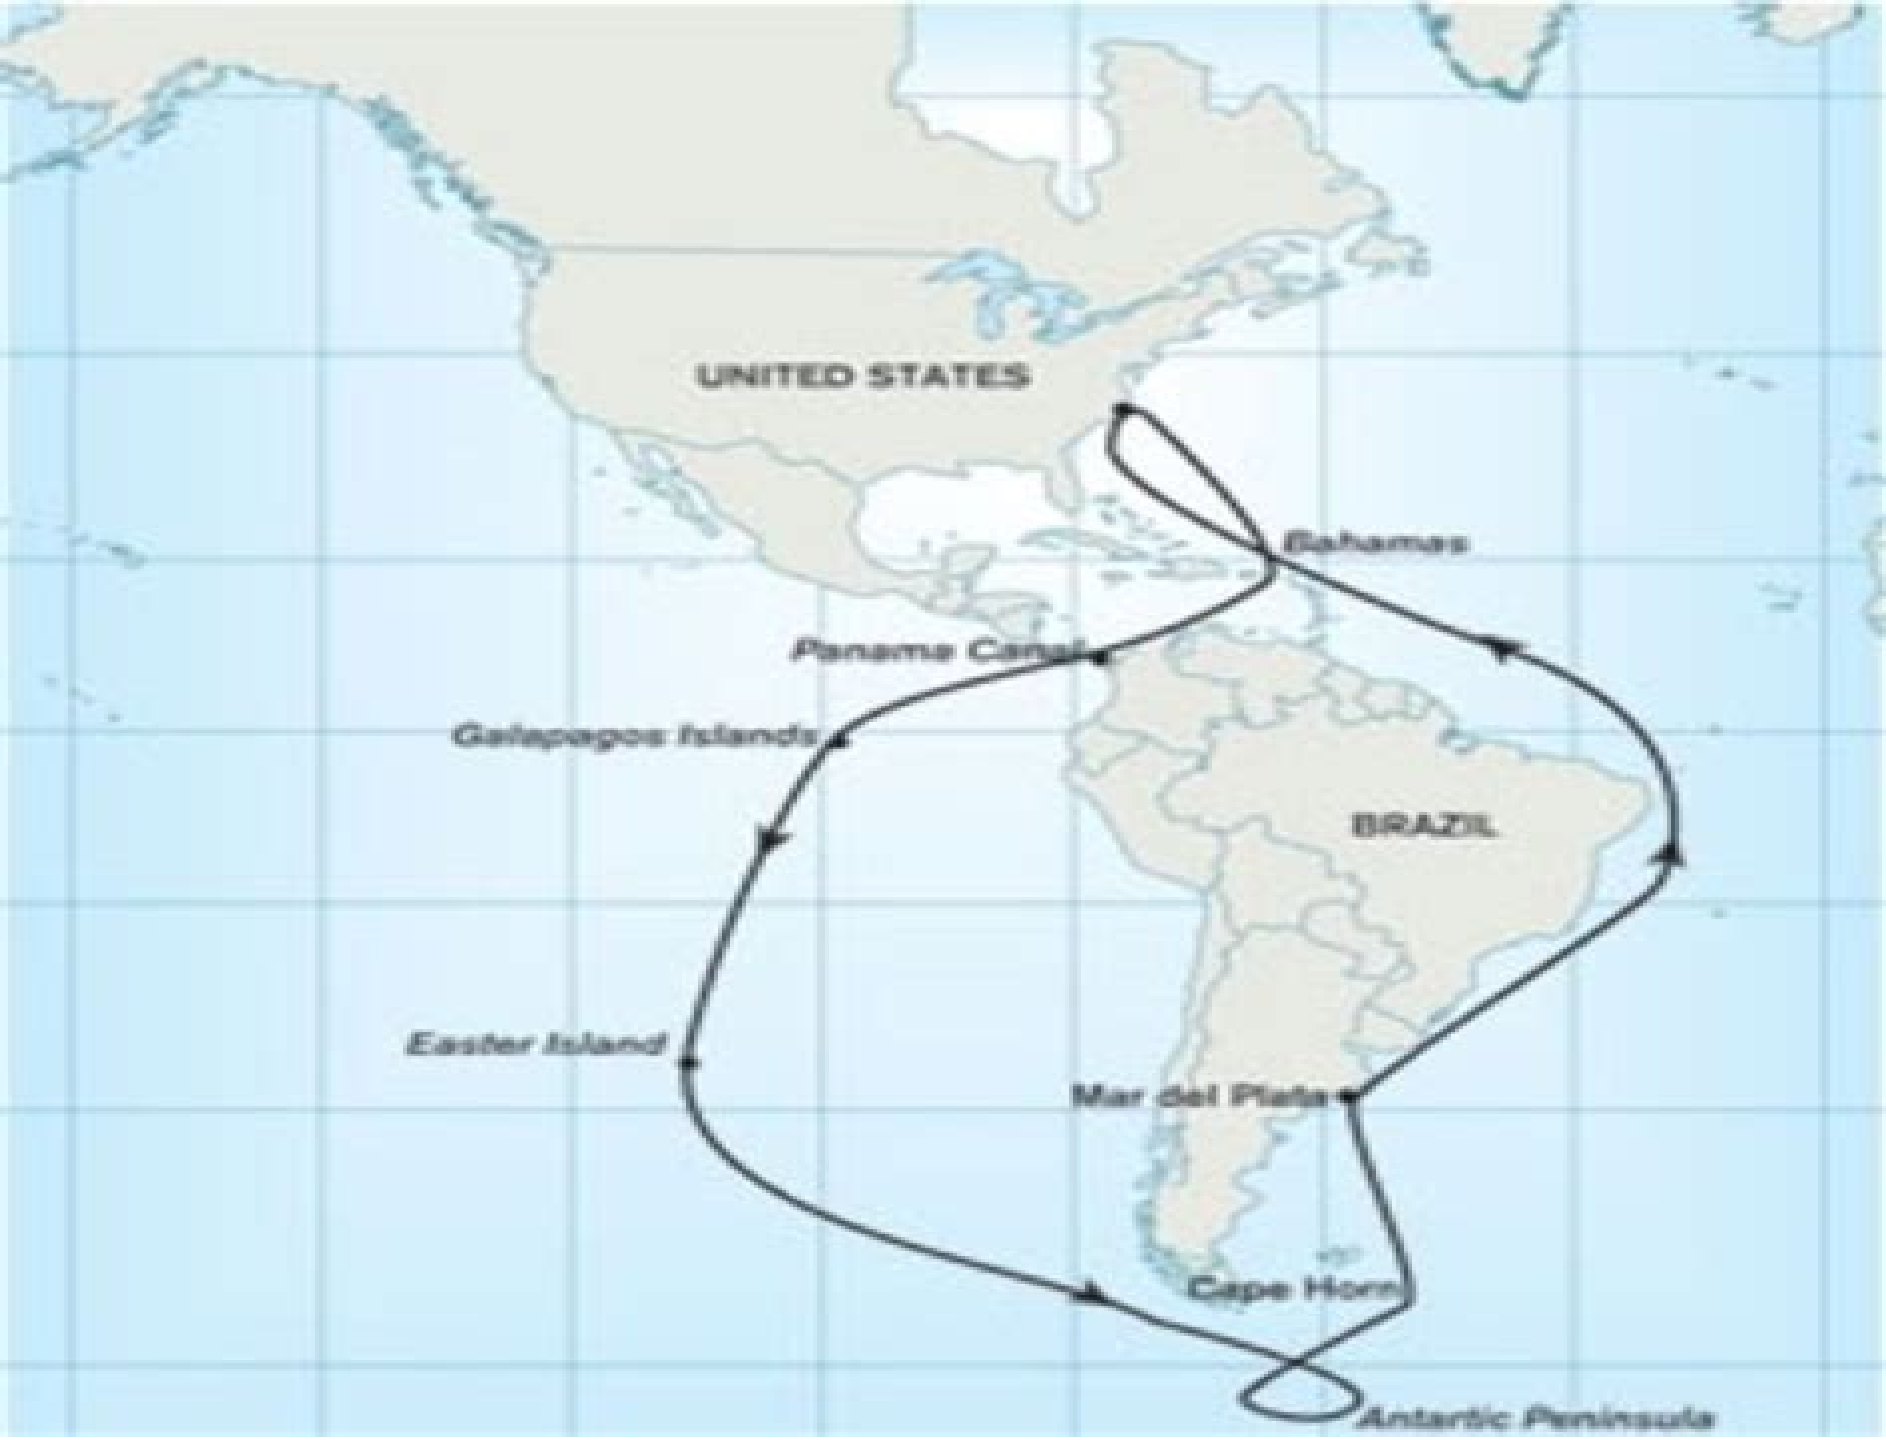 UNITED STATES
Bahamas
Panama Canal
Galapagos Islands
BRAZIL
Easter Island
Mar del Plata
Cape Horn
Antartic Peninsula